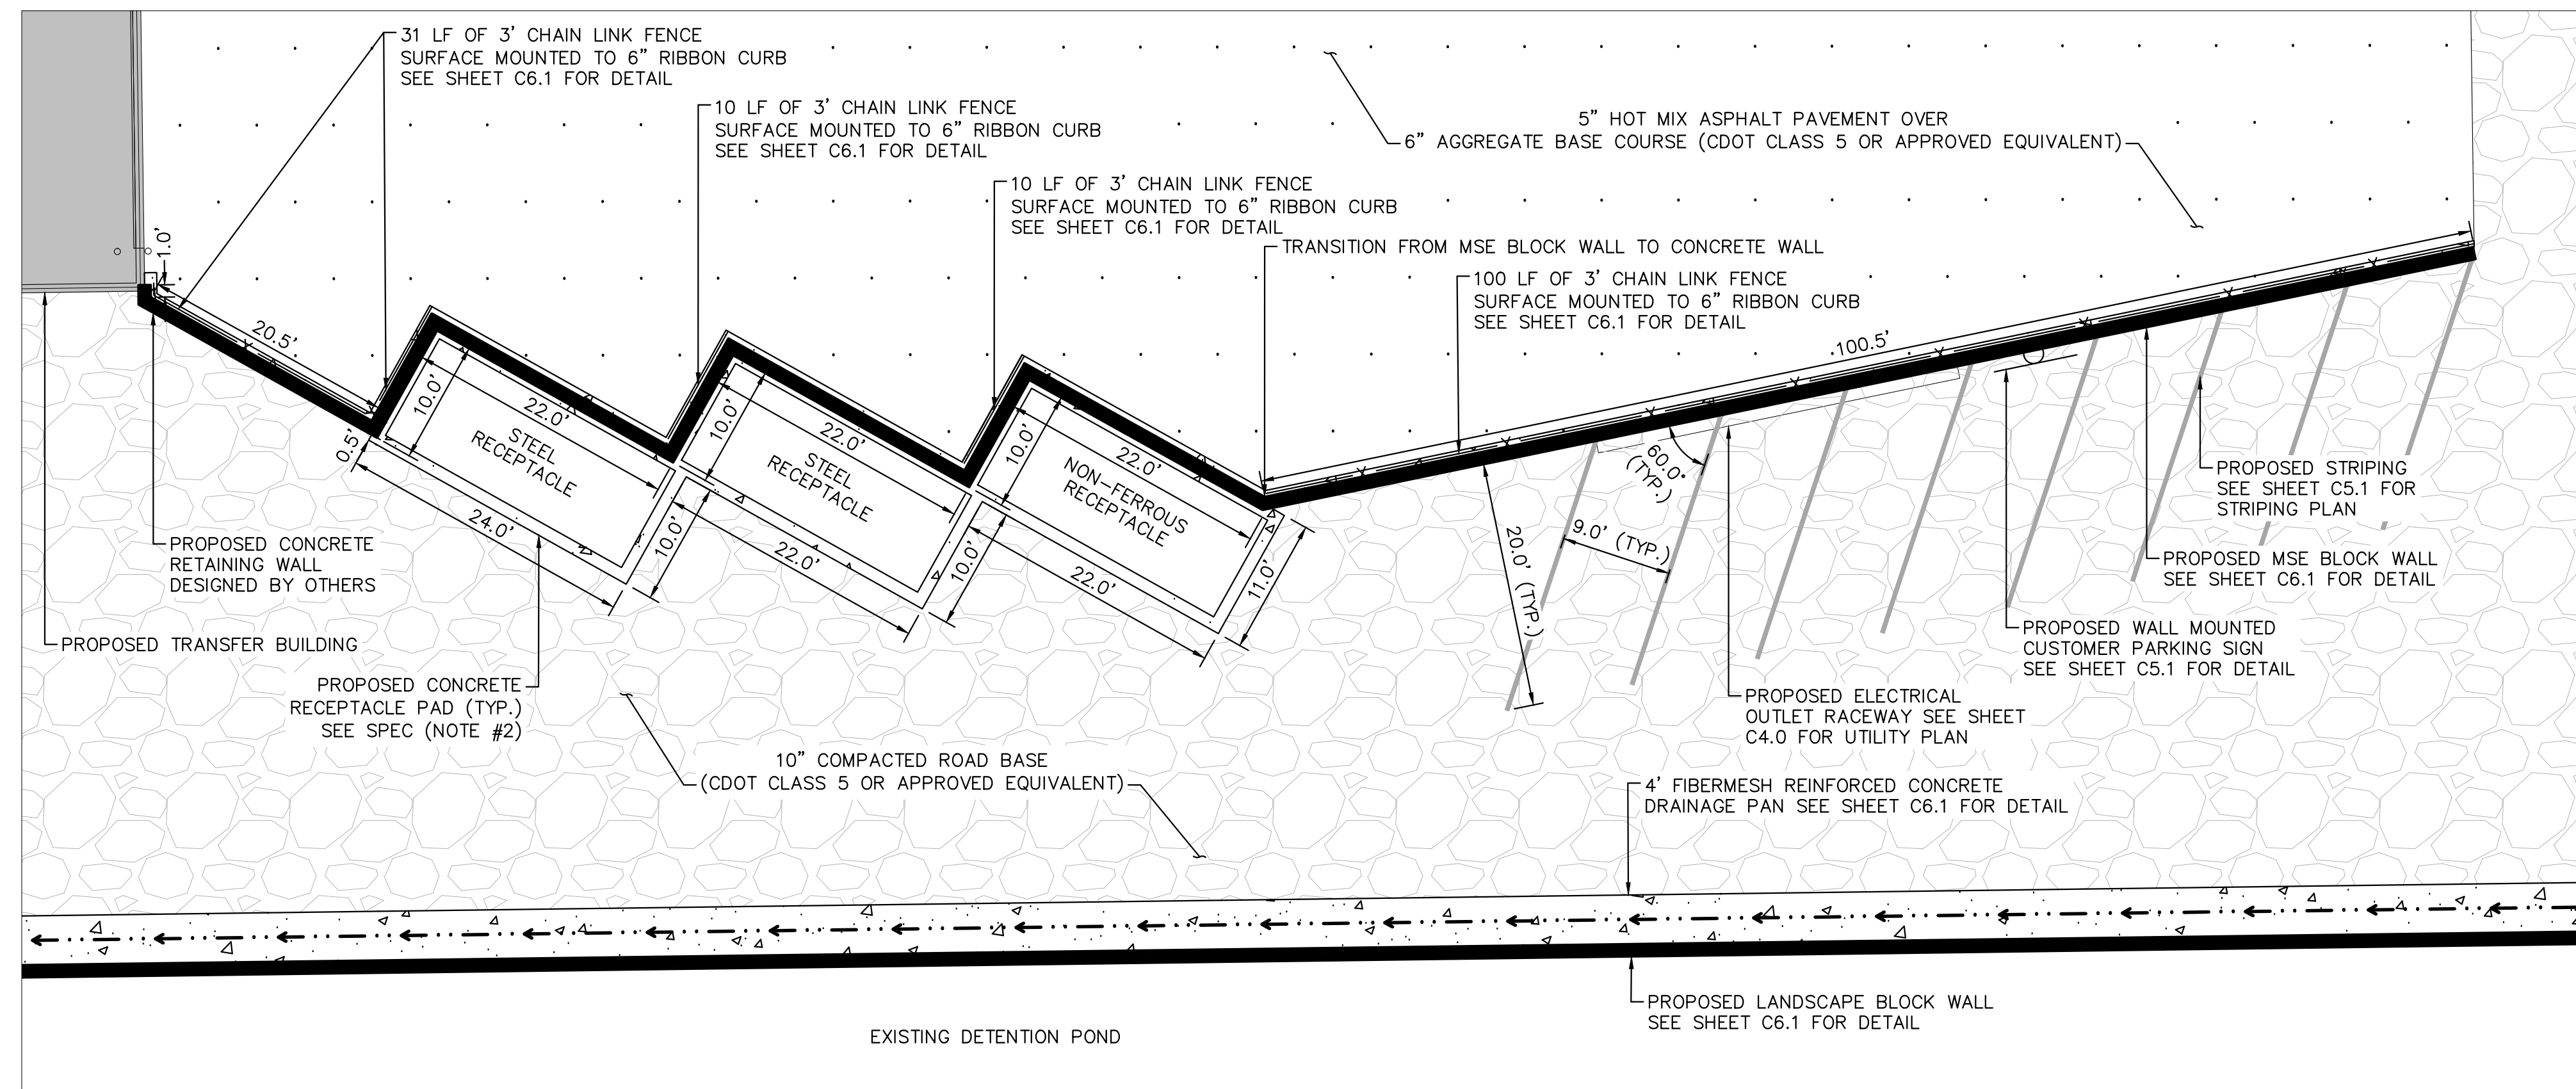 31 LF OF 3' CHAIN LINK FENCE
SURFACE MOUNTED TO 6" RIBBON CURB
SEE SHEET C6.1 FOR DETAIL
10 LF OF 3' CHAIN LINK FENCE
SURFACE MOUNTED TO 6" RIBBON CURB
SEE SHEET C6.1 FOR DETAIL
5" HOT MIX ASPHALT PAVEMENT OVER
6" AGGREGATE BASE COURSE (CDOT CLASS 5 OR APPROVED EQUIVALENT)
10 LF OF 3' CHAIN LINK FENCE
SURFACE MOUNTED TO 6" RIBBON CURB
SEE SHEET C6.1 FOR DETAIL
TRANSITION FROM MSE BLOCK WALL TO CONCRETE WALL
100 LF OF 3' CHAIN LINK FENCE
SURFACE MOUNTED TO 6" RIBBON CURB
SEE SHEET C6.1 FOR DETAIL
1.0'
20.5'
100.5'
10.0'
22.0'
STEEL
RECEPTACLE
0.5'
24.0'
10.0'
10.0'
22.0'
STEEL
RECEPTACLE
22.0'
10.0'
10.0'
22.0'
NON-FERROUS
RECEPTACLE
22.0'
11.0'
60.0°
(TYP.)
9.0' (TYP.)
20.0' (TYP.)
PROPOSED STRIPING
SEE SHEET C5.1 FOR
STRIPING PLAN
PROPOSED MSE BLOCK WALL
SEE SHEET C6.1 FOR DETAIL
PROPOSED WALL MOUNTED
CUSTOMER PARKING SIGN
SEE SHEET C5.1 FOR DETAIL
PROPOSED ELECTRICAL
OUTLET RACEWAY SEE SHEET
C4.0 FOR UTILITY PLAN
PROPOSED CONCRETE
RETAINING WALL
DESIGNED BY OTHERS
PROPOSED TRANSFER BUILDING
PROPOSED CONCRETE
RECEPTACLE PAD (TYP.)
SEE SPEC (NOTE #2)
10" COMPACTED ROAD BASE
(CDOT CLASS 5 OR APPROVED EQUIVALENT)
4' FIBERMESH REINFORCED CONCRETE
DRAINAGE PAN SEE SHEET C6.1 FOR DETAIL
PROPOSED LANDSCAPE BLOCK WALL
SEE SHEET C6.1 FOR DETAIL
EXISTING DETENTION POND